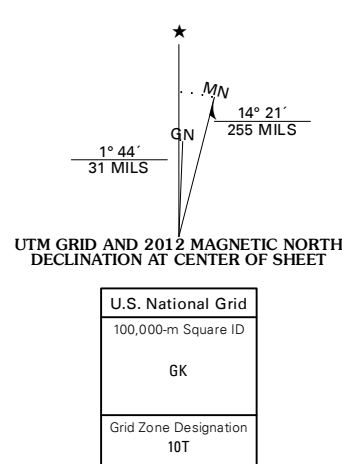 ★
MN
GN
14° 21´
255 MILS
1° 44´
31 MILS
UTM GRID AND 2012 MAGNETIC NORTH
DECLINATION AT CENTER OF SHEET
U.S. National Grid
100,000-m Square ID
GK
Grid Zone Designation
10T